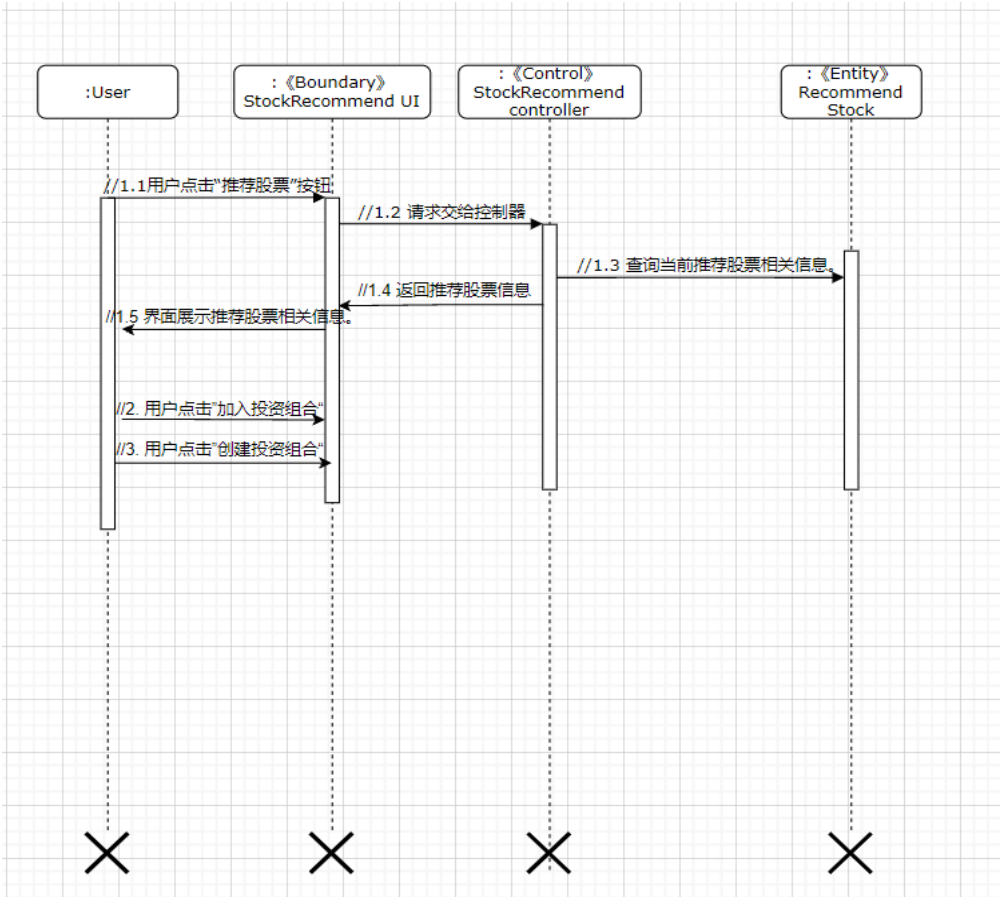 :User
:《Boundary》
StockRecommend UI
:《Control》
StockRecommend
controller
:《Entity》
Recommend
Stock
//1.1用户点击“推荐股票”按钮
//1.2 请求交给控制器
//1.3 查询当前推荐股票相关信息。
//1.4 返回推荐股票信息
//1.5 界面展示推荐股票相关信息。
//2. 用户点击”加入投资组合“
//3. 用户点击”创建投资组合“